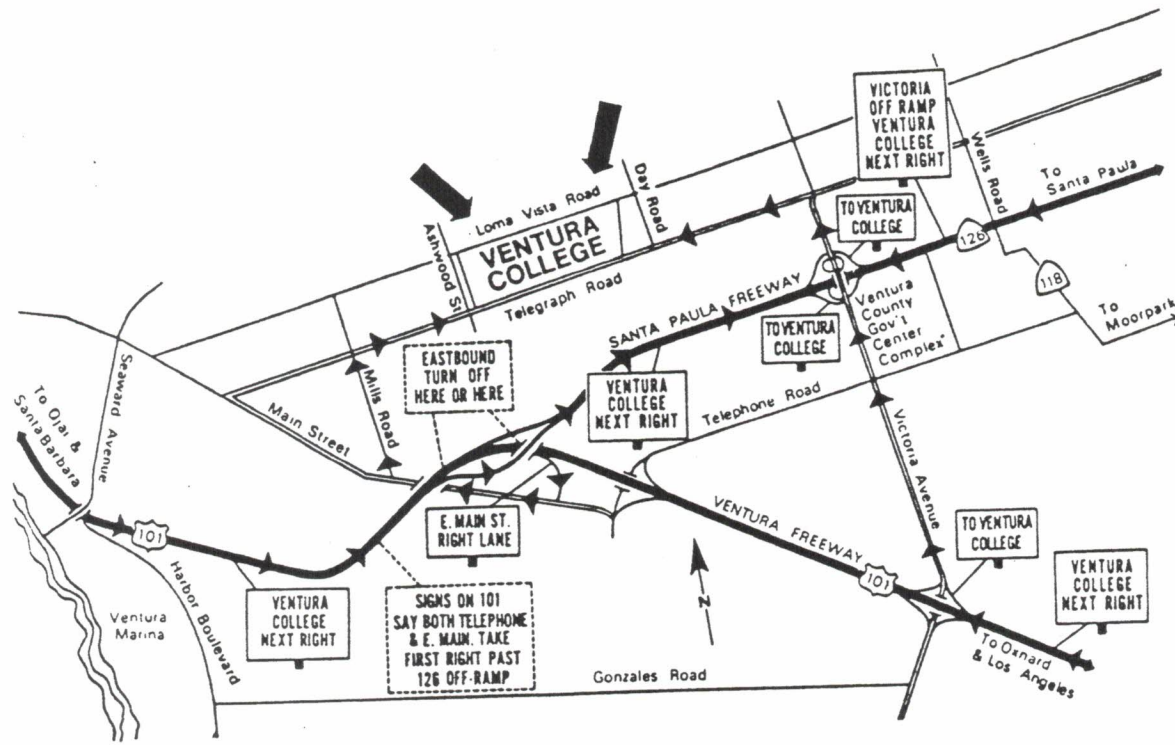 VICTORIA
OFF RAMP
VENTURA
COLLEGE
NEXT RIGHT
Wells Road
To
Santa Paula
Day Road
Loma Vista Road
TO VENTURA
COLLEGE
126
Ashwood St
VENTURA
COLLEGE
118
Telegraph Road
SANTA PAULA FREEWAY
Ventura
County
Gov't
Center
Complex"
To
Moorpark
TO VENTURA
COLLEGE
EASTBOUND
TURN OFF
HERE OR HERE
Seaward Avenue
Mills Road
VENTURA
COLLEGE
NEXT RIGHT
Telephone Road
To Ojai &
Santa Barbara
Main Street
Victoria Avenue
VENTURA FREEWAY
101
E. MAIN ST.
RIGHT LANE
TO VENTURA
COLLEGE
VENTURA
COLLEGE
NEXT RIGHT
101
Harbor Boulevard
Ventura
Marina
VENTURA
COLLEGE
NEXT RIGHT
SIGNS ON 101
SAY BOTH TELEPHONE
& E. MAIN. TAKE
FIRST RIGHT PAST
126 OFF-RAMP
N
To Oxnard
& Los Angeles
Gonzales Road